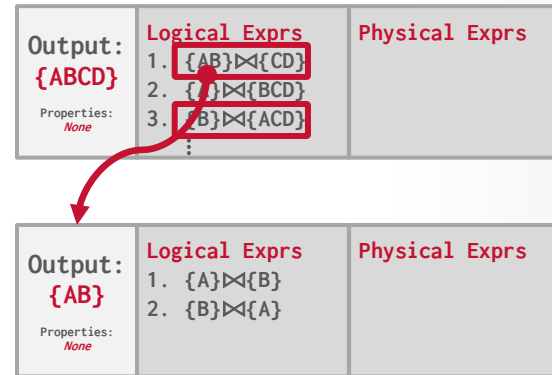 Output:
{ABCD}
Properties:
None
Logical Exprs
1. {AB}⋈{CD}
2. {A}⋈{BCD}
3. {B}⋈{ACD}
⋮
Physical Exprs
Output:
{AB}
Properties:
None
Logical Exprs
1. {A}⋈{B}
2. {B}⋈{A}
Physical Exprs